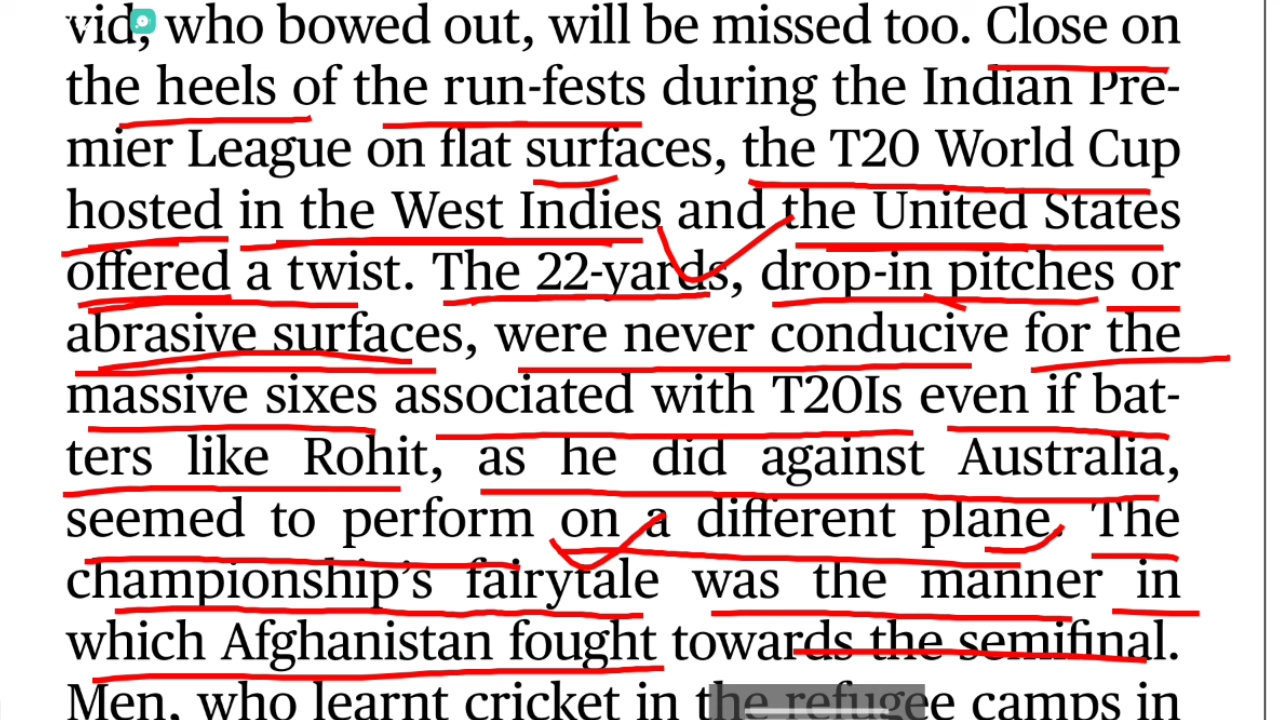 vid, who bowed out, will be missed too. Close on
the heels of the run-fests during the Indian Pre-
mier League on flat surfaces, the T20 World Cup
hosted in the West Indies and the United States
offered a twist. The 22-yards, drop-in pitches or
abrasive surfaces, were never conducive for the
massive sixes associated with T20Is even if bat-
ters like Rohit, as he did against Australia,
seemed to perform on a different plane. The
championship's fairytale was the manner in
which Afghanistan fought towards the semifinal.
Men, who learnt cricket in the refugee camps in